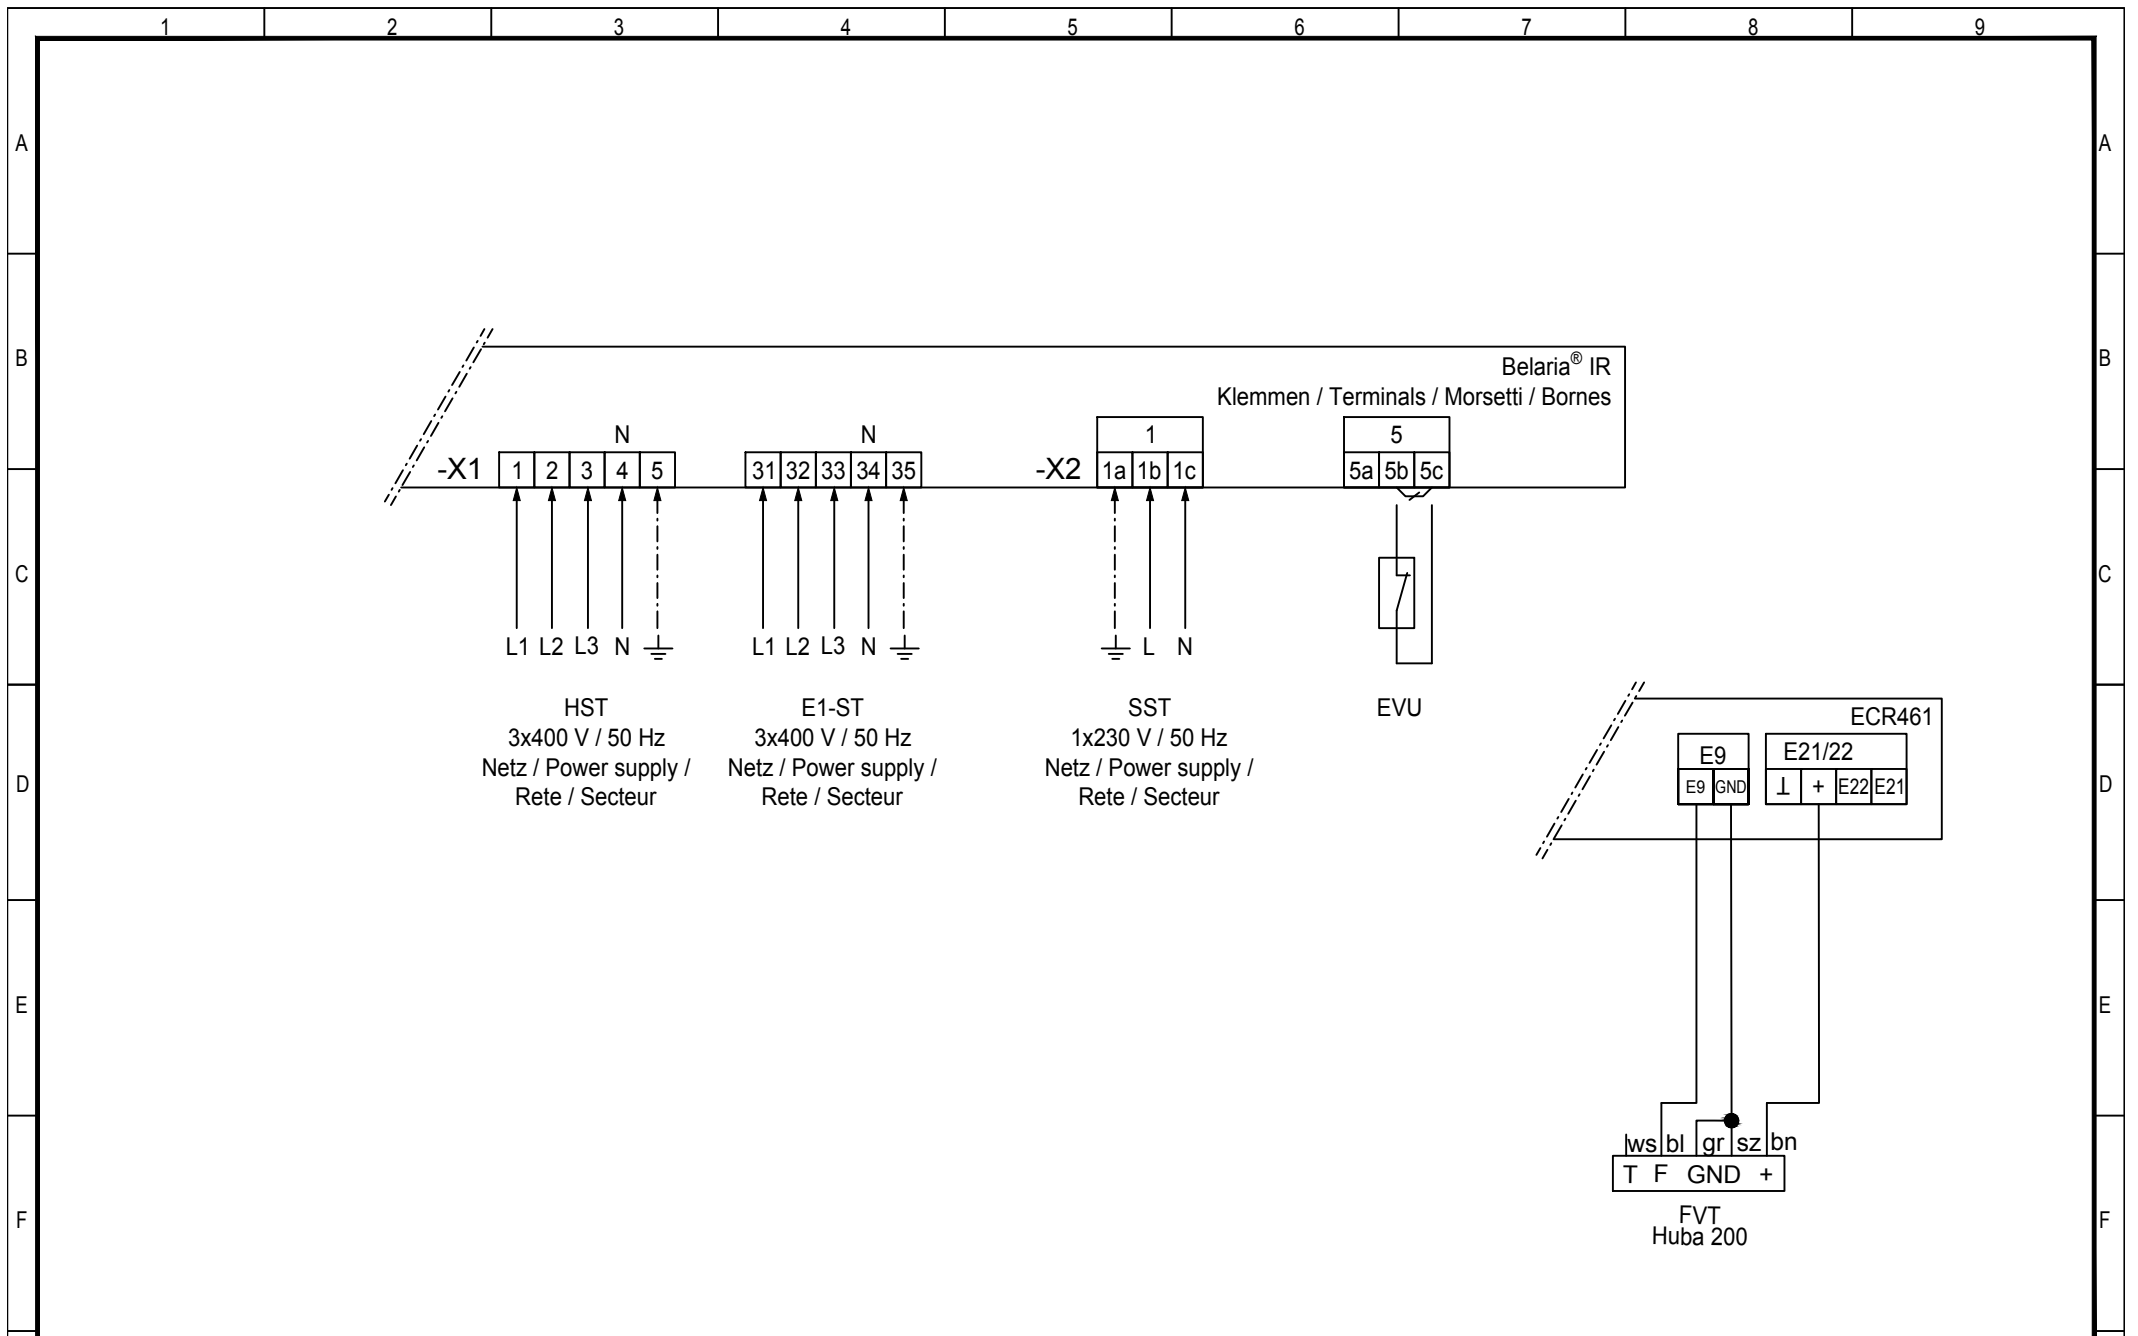 1 2 3 4 5 6 7 8 9
A A
B B
Belaria® IR
Klemmen / Terminals / Morsetti / Bornes
N N 1 5
-X1 1 2 3 4 5 31 32 33 34 35 -X2 1a 1b 1c 5a 5b 5c
C C
L1 L2 L3 N L1 L2 L3 N L N
HST E1-ST SST EVU
3x400 V / 50 Hz 3x400 V / 50 Hz 1x230 V / 50 Hz
Netz / Power supply / Netz / Power supply / Netz / Power supply /
Rete / Secteur Rete / Secteur Rete / Secteur
ECR461
E9 E21/22
D E9 GND ⊥ + E22 E21 D
E E
ws bl gr sz bn
T F GND +
FVT
Huba 200
F F